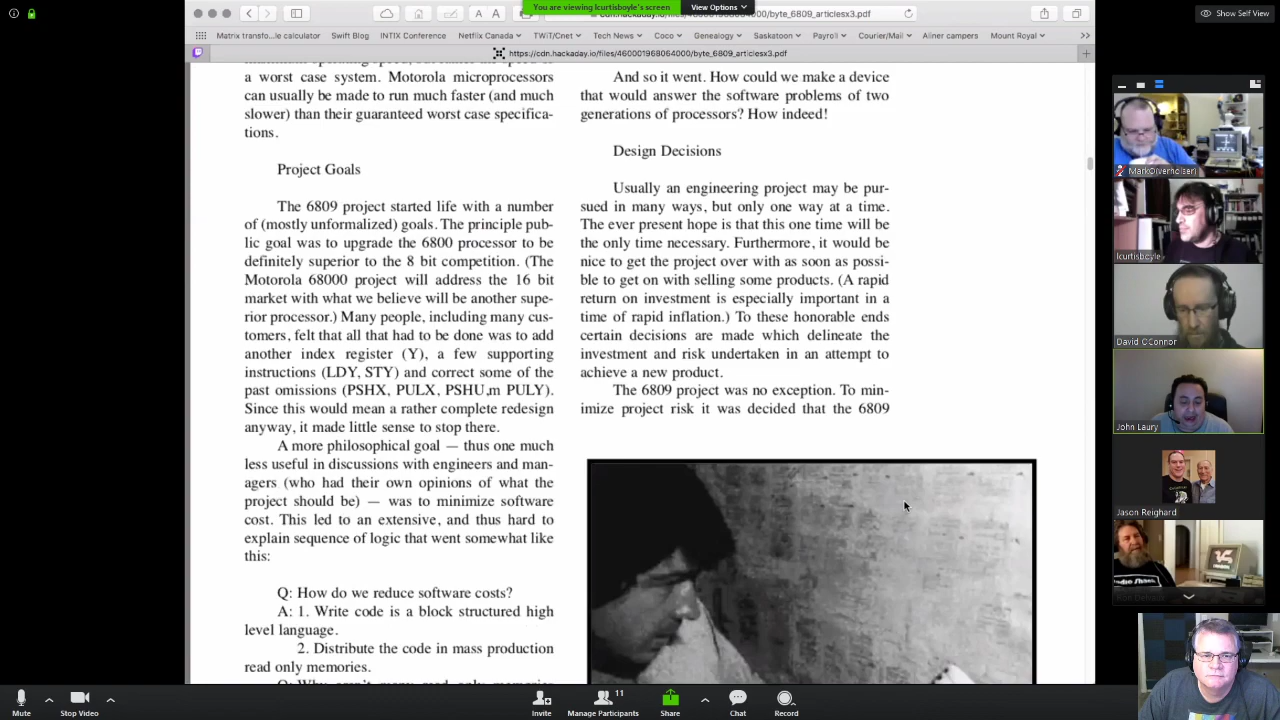 You are viewing lcurtisboyle's screen
View Options
Show Self View
byte_6809_articlesx3.pdf
Matrix transfo...le calculator Swift Blog INTIX Conference Netflix Canada TWiT/CNet Tech News Coco Genealogy Saskatoon Payroll Courier/Mail Ailner campers Mount Royal
https://cdn.hackaday.io/files/460001968064000/byte_6809_articlesx3.pdf
a worst case system. Motorola microprocessors
can usually be made to run much faster (and much
slower) than their guaranteed worst case specifica-
tions.
Project Goals
The 6809 project started life with a number
of (mostly unformalized) goals. The principle pub-
lic goal was to upgrade the 6800 processor to be
definitely superior to the 8 bit competition. (The
Motorola 68000 project will address the 16 bit
market with what we believe will be another supe-
rior processor.) Many people, including many cus-
tomers, felt that all that had to be done was to add
another index register (Y), a few supporting
instructions (LDY, STY) and correct some of the
past omissions (PSHX, PULX, PSHU,m PULY).
Since this would mean a rather complete redesign
anyway, it made little sense to stop there.
A more philosophical goal — thus one much
less useful in discussions with engineers and man-
agers (who had their own opinions of what the
project should be) — was to minimize software
cost. This led to an extensive, and thus hard to
explain sequence of logic that went somewhat like
this:
Q: How do we reduce software costs?
A: 1. Write code is a block structured high
level language.
2. Distribute the code in mass production
read only memories.
And so it went. How could we make a device
that would answer the software problems of two
generations of processors? How indeed!
Design Decisions
Usually an engineering project may be pur-
sued in many ways, but only one way at a time.
The ever present hope is that this one time will be
the only time necessary. Furthermore, it would be
nice to get the project over with as soon as possi-
ble to get on with selling some products. (A rapid
return on investment is especially important in a
time of rapid inflation.) To these honorable ends
certain decisions are made which delineate the
investment and risk undertaken in an attempt to
achieve a new product.
The 6809 project was no exception. To min-
imize project risk it was decided that the 6809
lcurtisboyle
David O'Connor
John Laury
Jason Reighard
Mute
Stop Video
Invite
Manage Participants
11
Share
Chat
Record